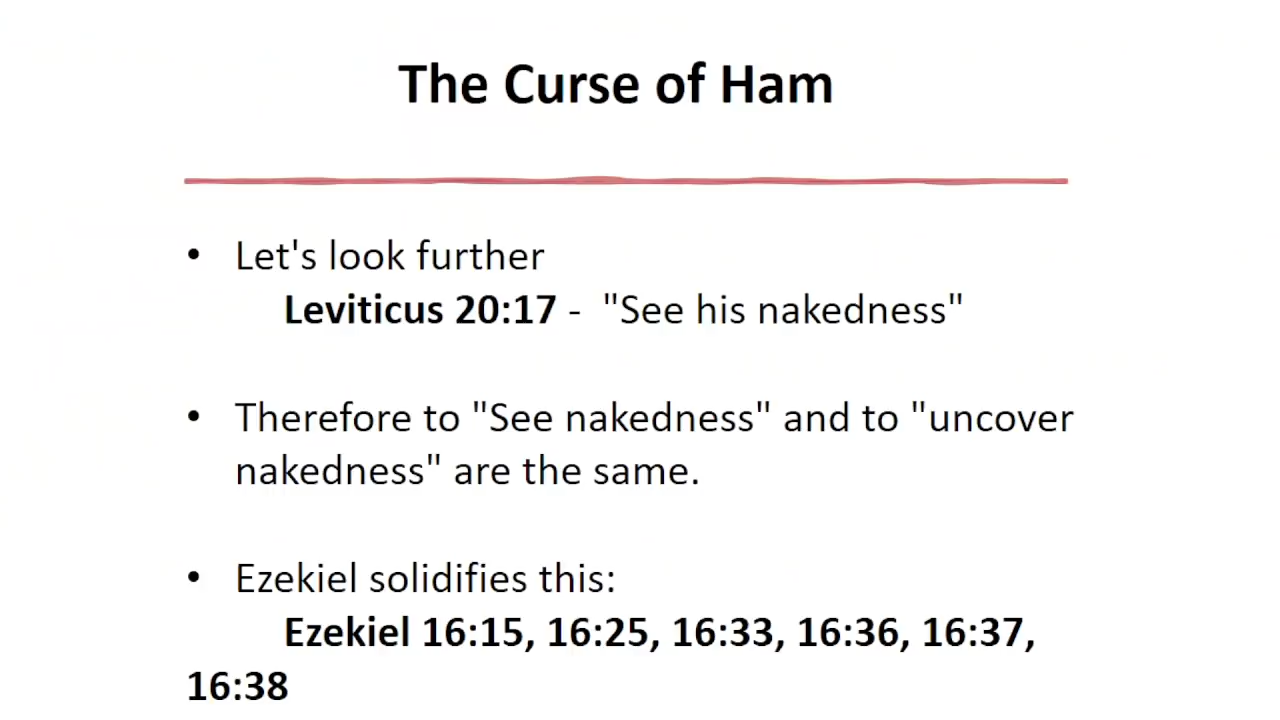 The Curse of Ham
• Let's look further
Leviticus 20:17 - "See his nakedness"
• Therefore to "See nakedness" and to "uncover
nakedness" are the same.
• Ezekiel solidifies this:
Ezekiel 16:15, 16:25, 16:33, 16:36, 16:37,
16:38